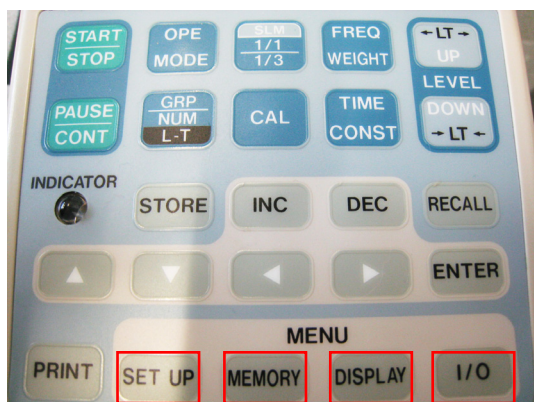 START
STOP
OPE
MODE
SLM
1/1
1/3
FREQ
WEIGHT
LT
UP
LEVEL
DOWN
LT
PAUSE
CONT
GRP
NUM
L-T
CAL
TIME
CONST
INDICATOR
STORE
INC
DEC
RECALL
ENTER
MENU
PRINT
SET UP
MEMORY
DISPLAY
I/O